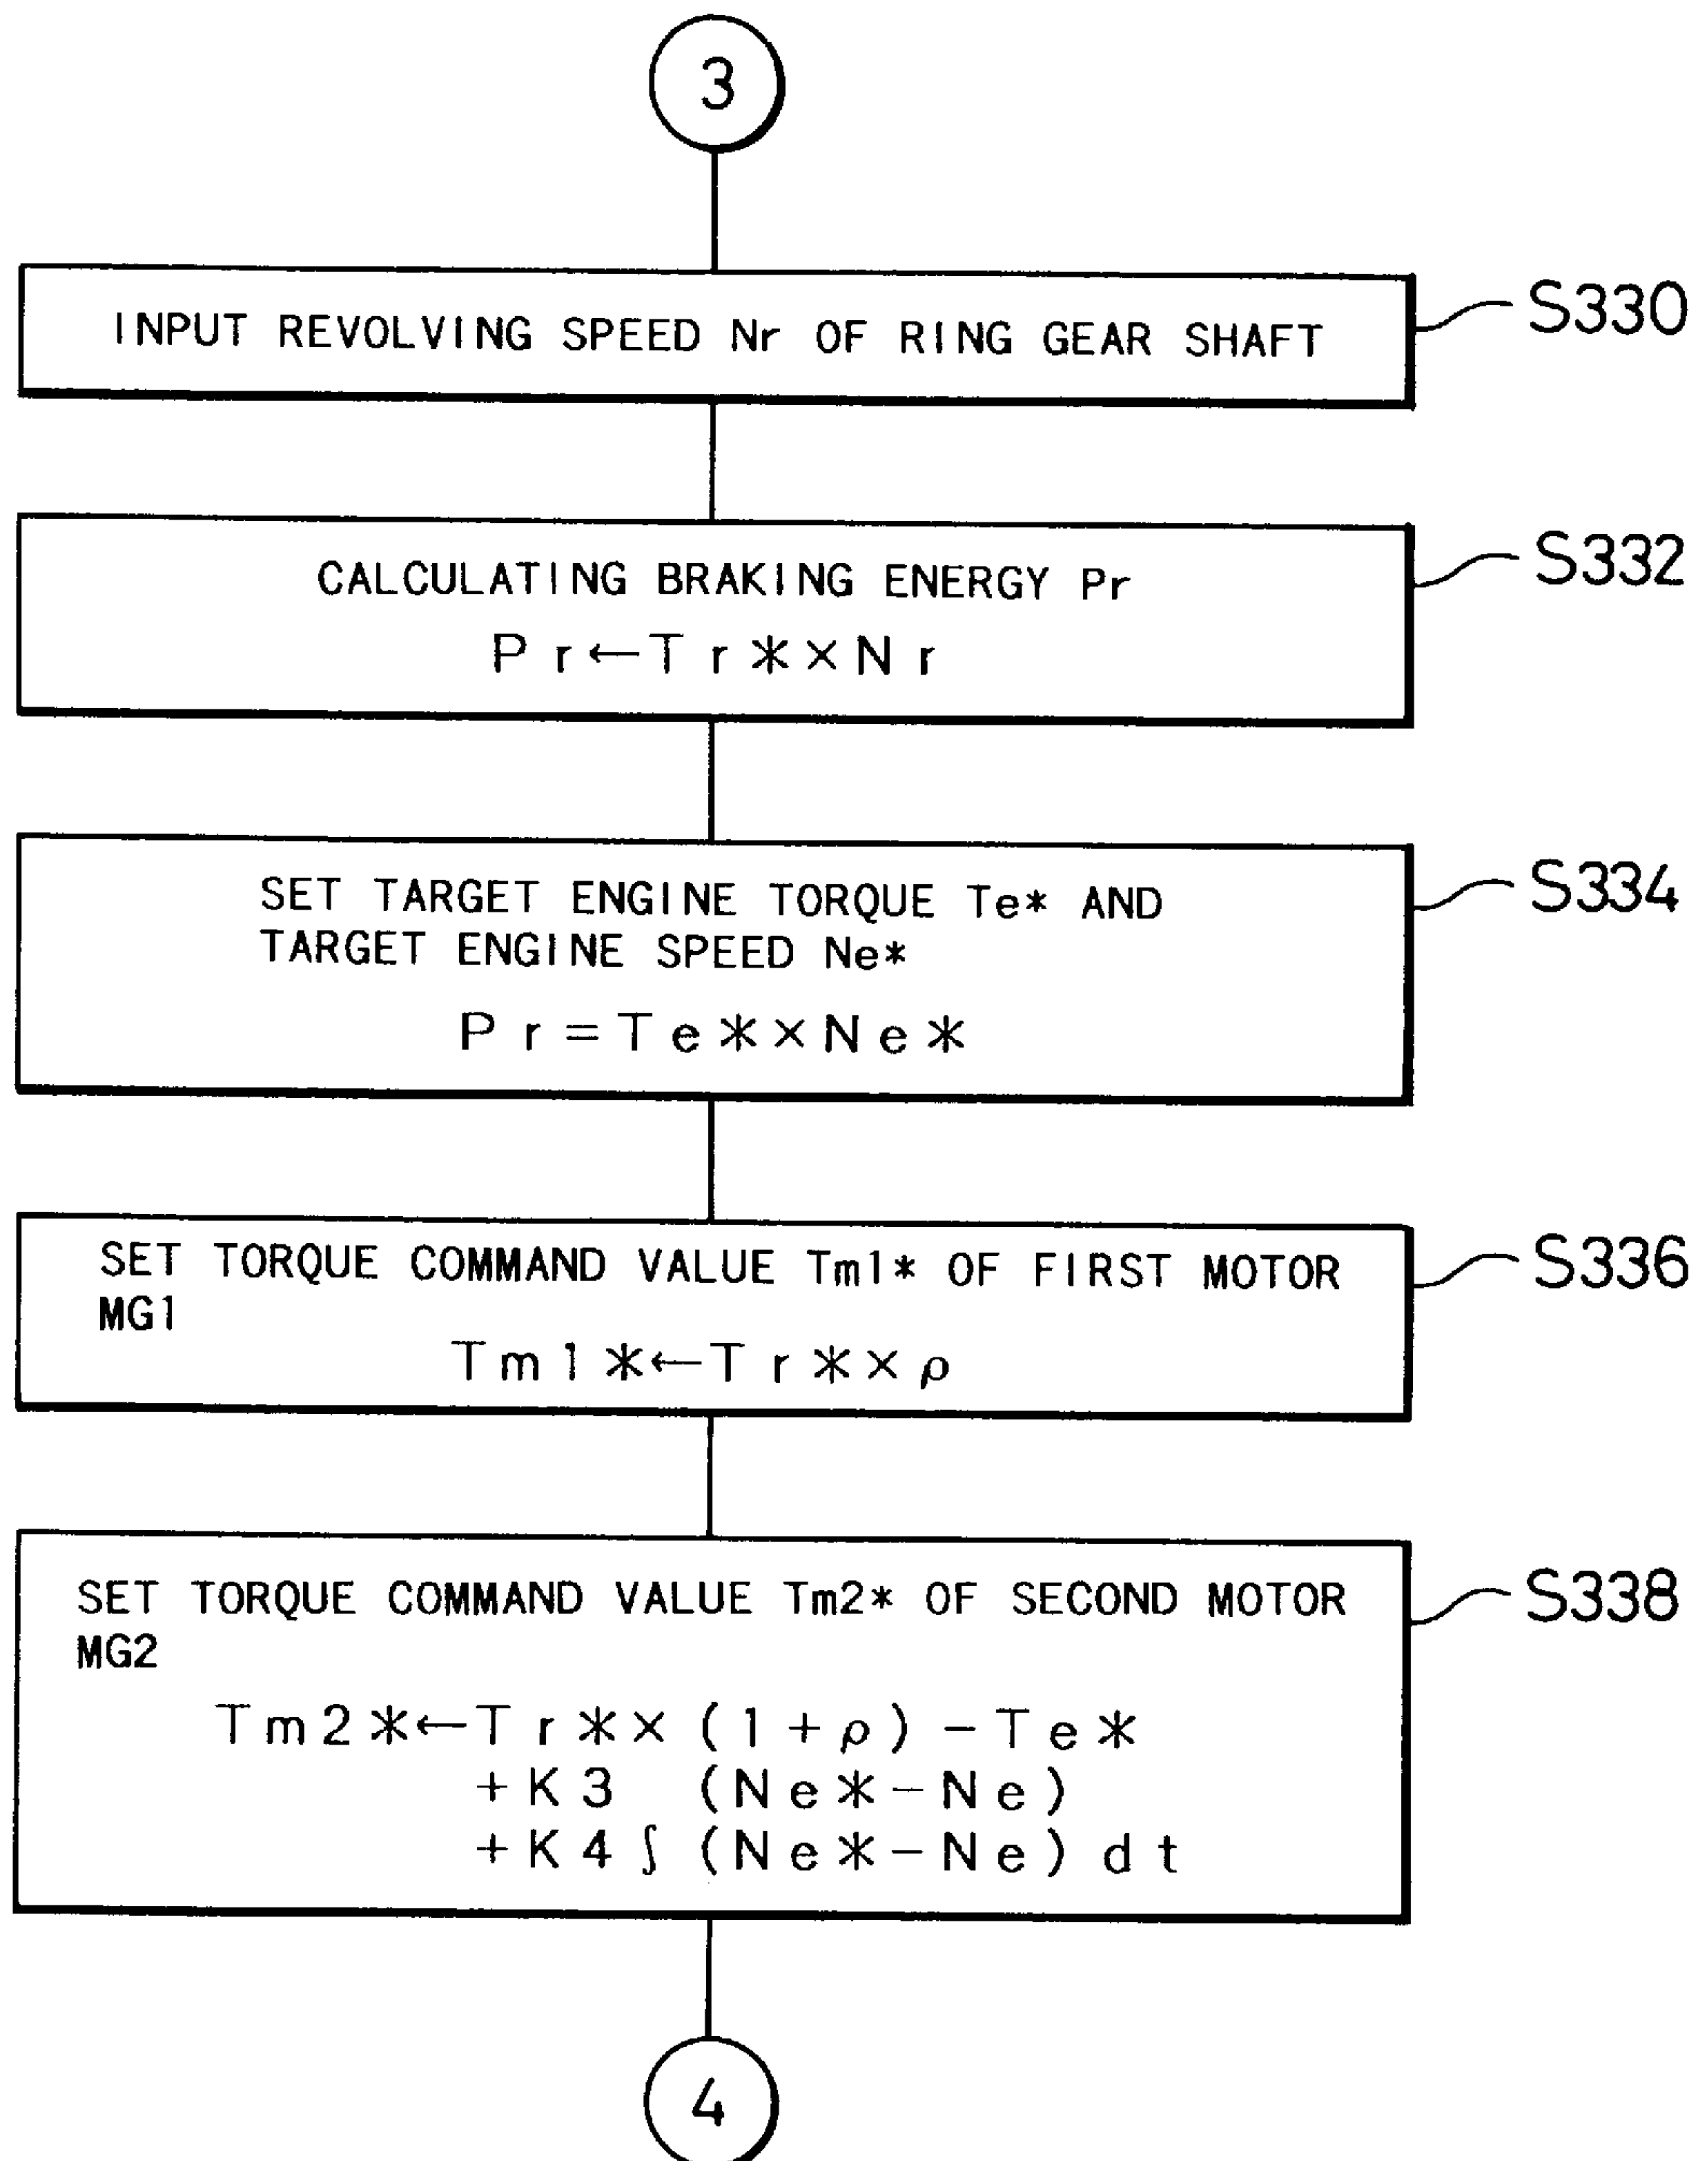 3
INPUT REVOLVING SPEED Nr OF RING GEAR SHAFT
S330
CALCULATING BRAKING ENERGY Pr
Pr←Tr*×Nr
S332
SET TARGET ENGINE TORQUE Te* AND
TARGET ENGINE SPEED Ne*
Pr=Te*×Ne*
S334
SET TORQUE COMMAND VALUE Tm1* OF FIRST MOTOR
MG1
Tm1*←Tr*×ρ
S336
SET TORQUE COMMAND VALUE Tm2* OF SECOND MOTOR
MG2
Tm2*←Tr*×(1+ρ)-Te*
+K3 (Ne*-Ne)
+K4∫(Ne*-Ne)dt
S338
4